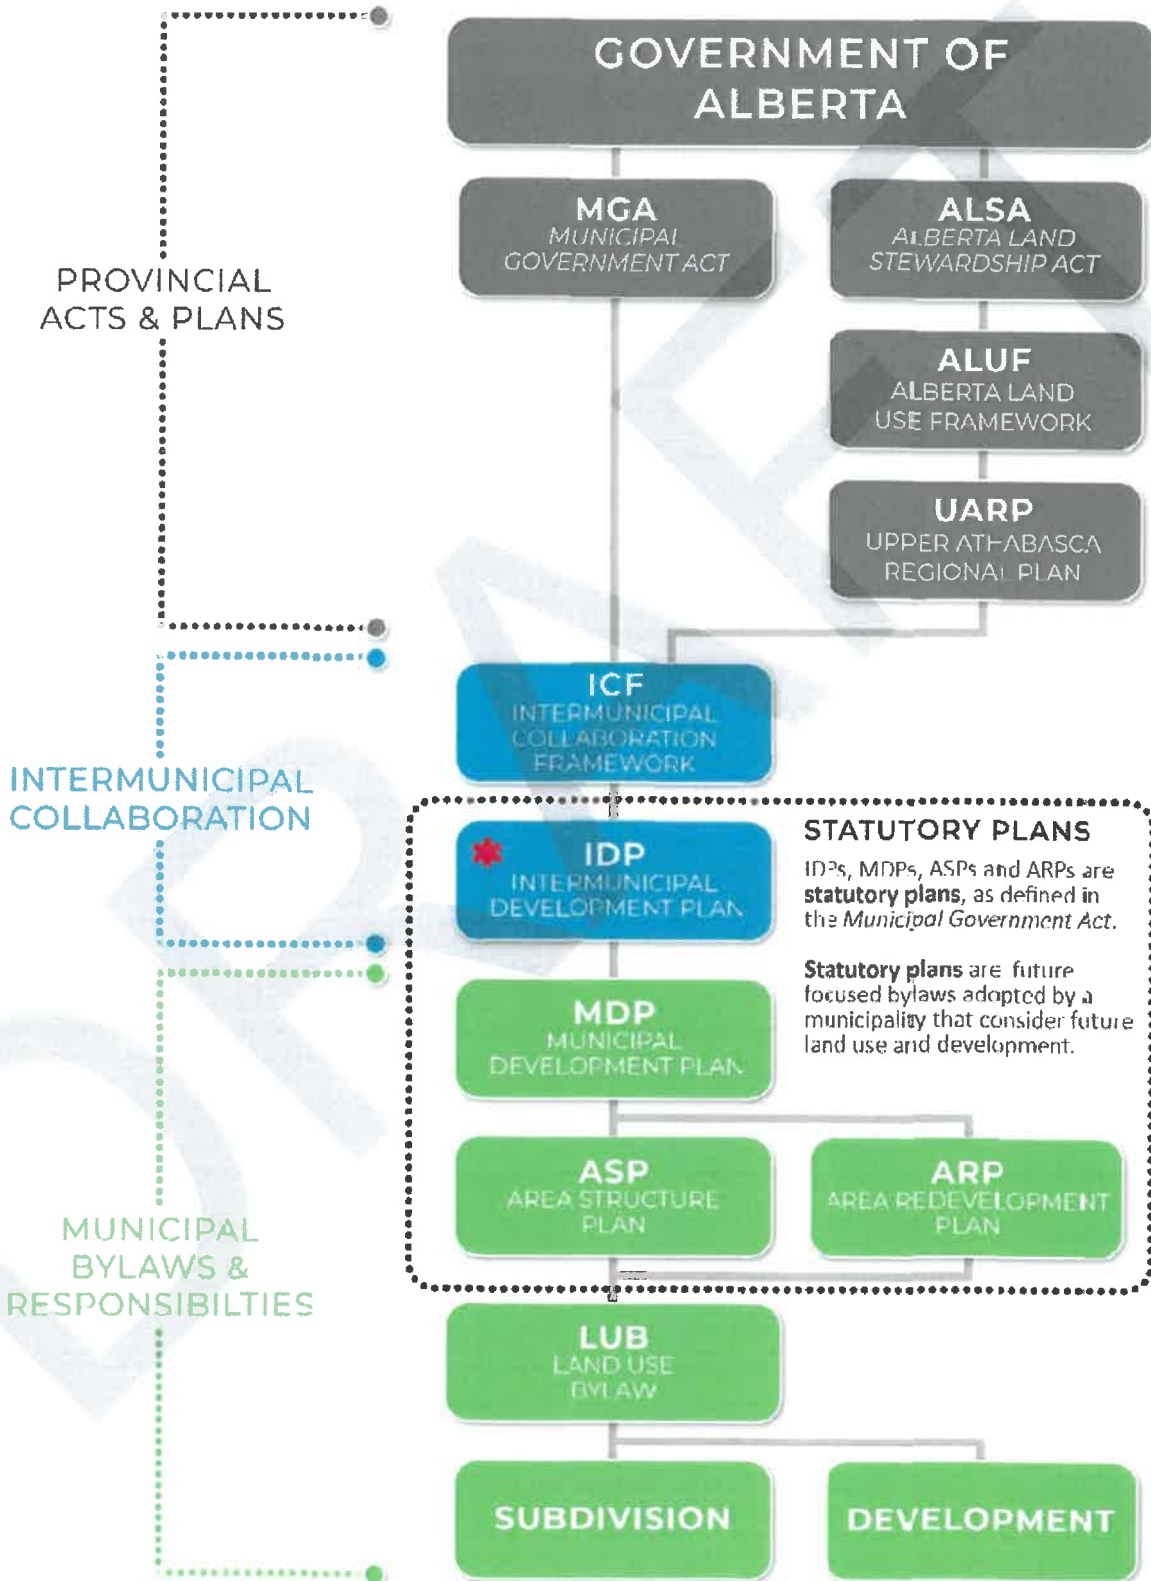 GOVERNMENT OF
ALBERTA
MGA
MUNICIPAL
GOVERNMENT ACT
ALSA
ALBERTA LAND
STEWARDSHIP ACT
PROVINCIAL
ACTS & PLANS
ALUF
ALBERTA LAND
USE FRAMEWORK
UARP
UPPER ATHABASCA
REGIONAL PLAN
ICF
INTERMUNICIPAL
COLLABORATION
FRAMEWORK
INTERMUNICIPAL
COLLABORATION
IDP
INTERMUNICIPAL
DEVELOPMENT PLAN
STATUTORY PLANS
IDPs, MDPs, ASPs and ARPs are
statutory plans, as defined in
the Municipal Government Act.
Statutory plans are future
focused bylaws adopted by a
municipality that consider future
land use and development.
MDP
MUNICIPAL
DEVELOPMENT PLAN
ASP
AREA STRUCTURE
PLAN
ARP
AREA REDEVELOPMENT
PLAN
MUNICIPAL
BYLAWS &
RESPONSIBILTIES
LUB
LAND USE
BYLAW
SUBDIVISION
DEVELOPMENT
DRAFT